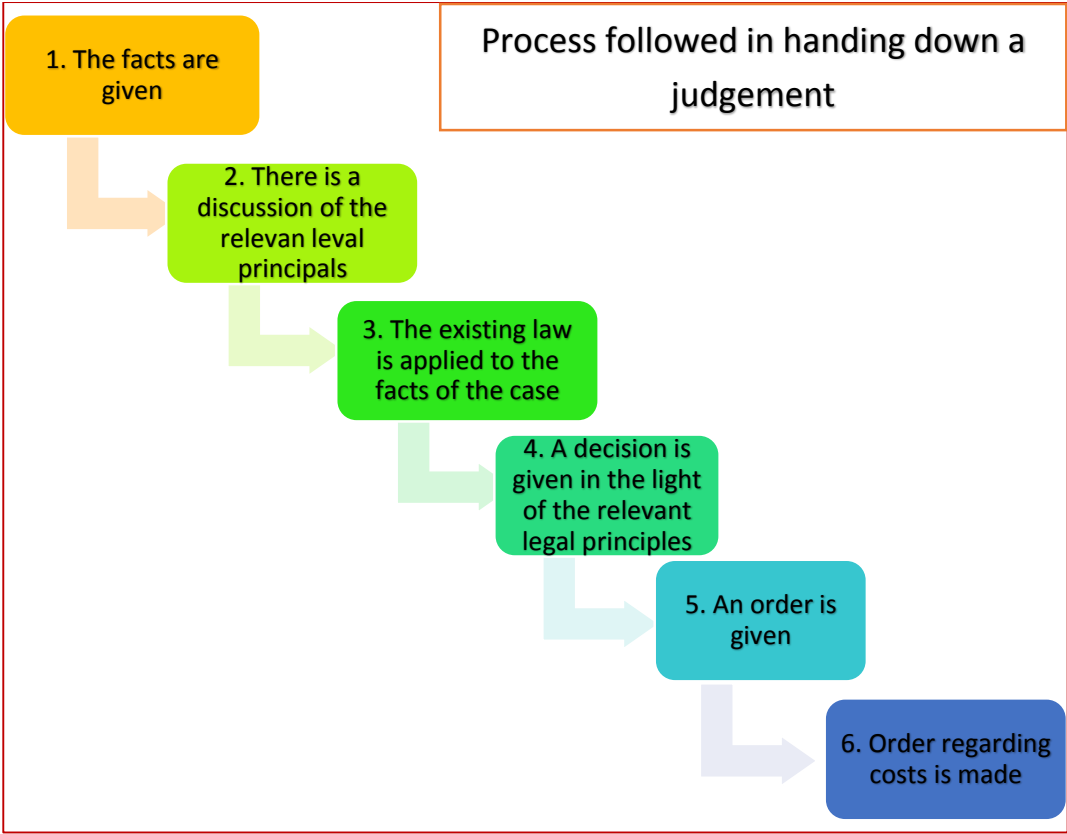 Process followed in handing down a
judgement
1. The facts are
given
2. There is a
discussion of the
relevan leval
principals
3. The existing law
is applied to the
facts of the case
4. A decision is
given in the light
of the relevant
legal principles
5. An order is
given
6. Order regarding
costs is made